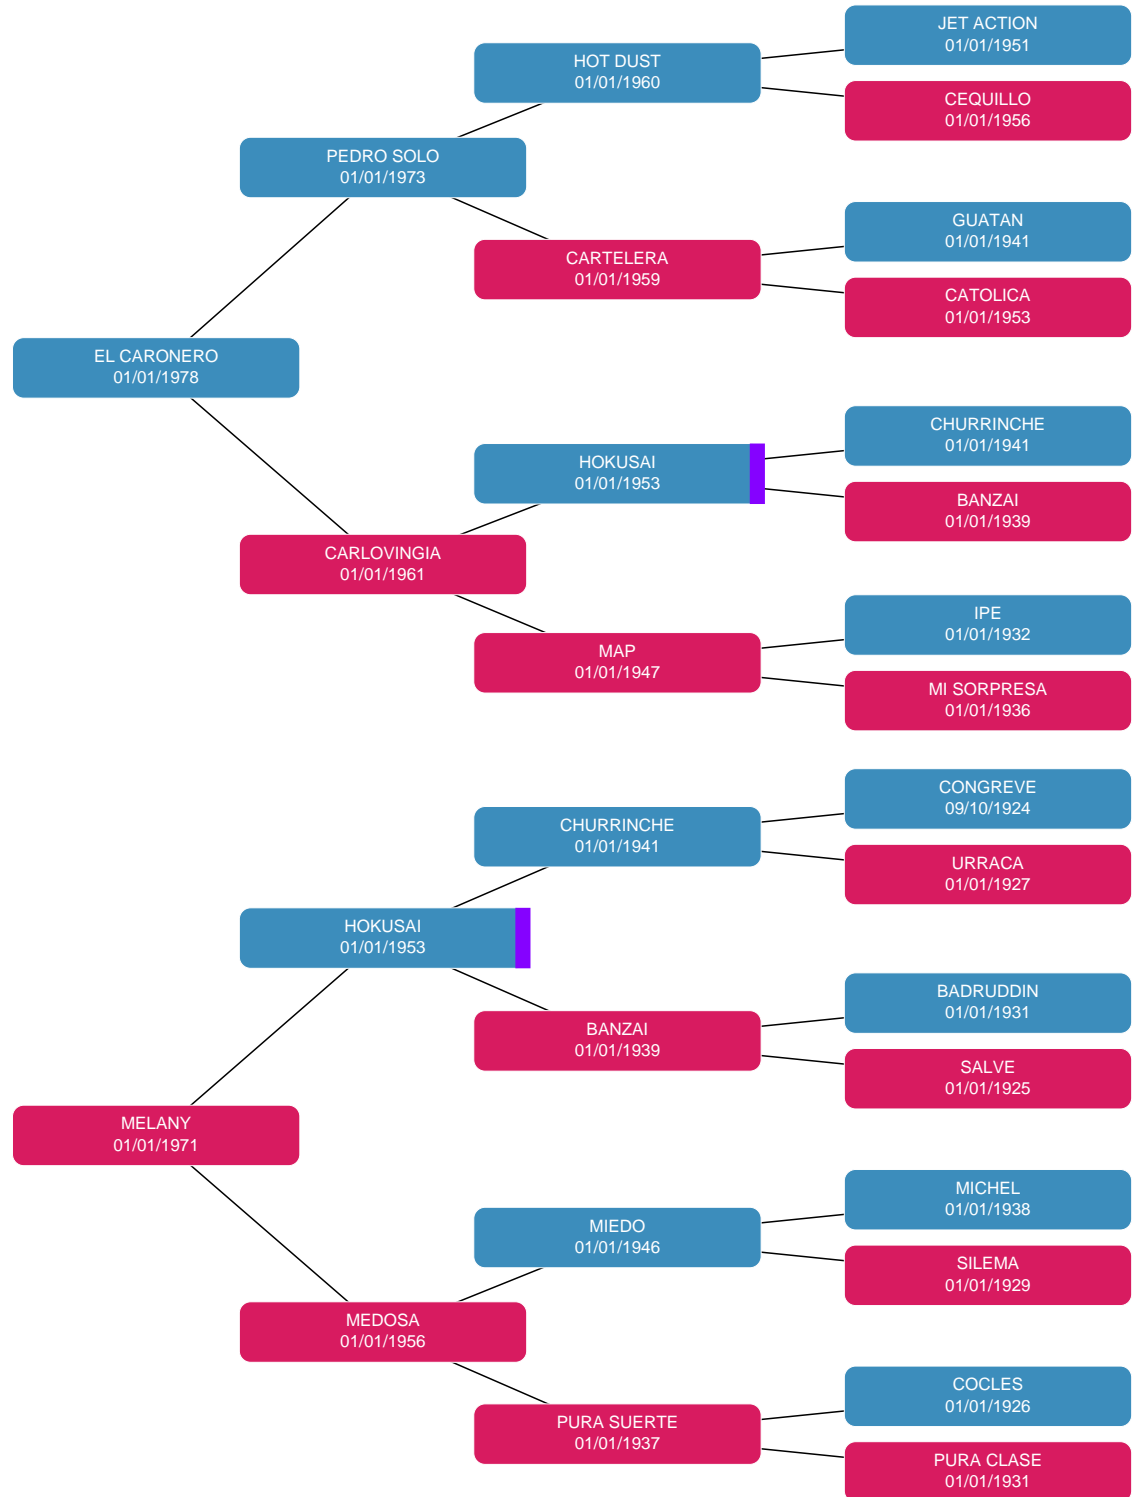 JET ACTION
01/01/1951
HOT DUST
01/01/1960
CEQUILLO
01/01/1956
PEDRO SOLO
01/01/1973
GUATAN
01/01/1941
CARTELERA
01/01/1959
CATOLICA
01/01/1953
EL CARONERO
01/01/1978
CHURRINCHE
01/01/1941
HOKUSAI
01/01/1953
BANZAI
01/01/1939
CARLOVINGIA
01/01/1961
IPE
01/01/1932
MAP
01/01/1947
MI SORPRESA
01/01/1936
CONGREVE
09/10/1924
CHURRINCHE
01/01/1941
URRACA
01/01/1927
HOKUSAI
01/01/1953
BADRUDDIN
01/01/1931
BANZAI
01/01/1939
SALVE
01/01/1925
MELANY
01/01/1971
MICHEL
01/01/1938
MIEDO
01/01/1946
SILEMA
01/01/1929
MEDOSA
01/01/1956
COCLES
01/01/1926
PURA SUERTE
01/01/1937
PURA CLASE
01/01/1931